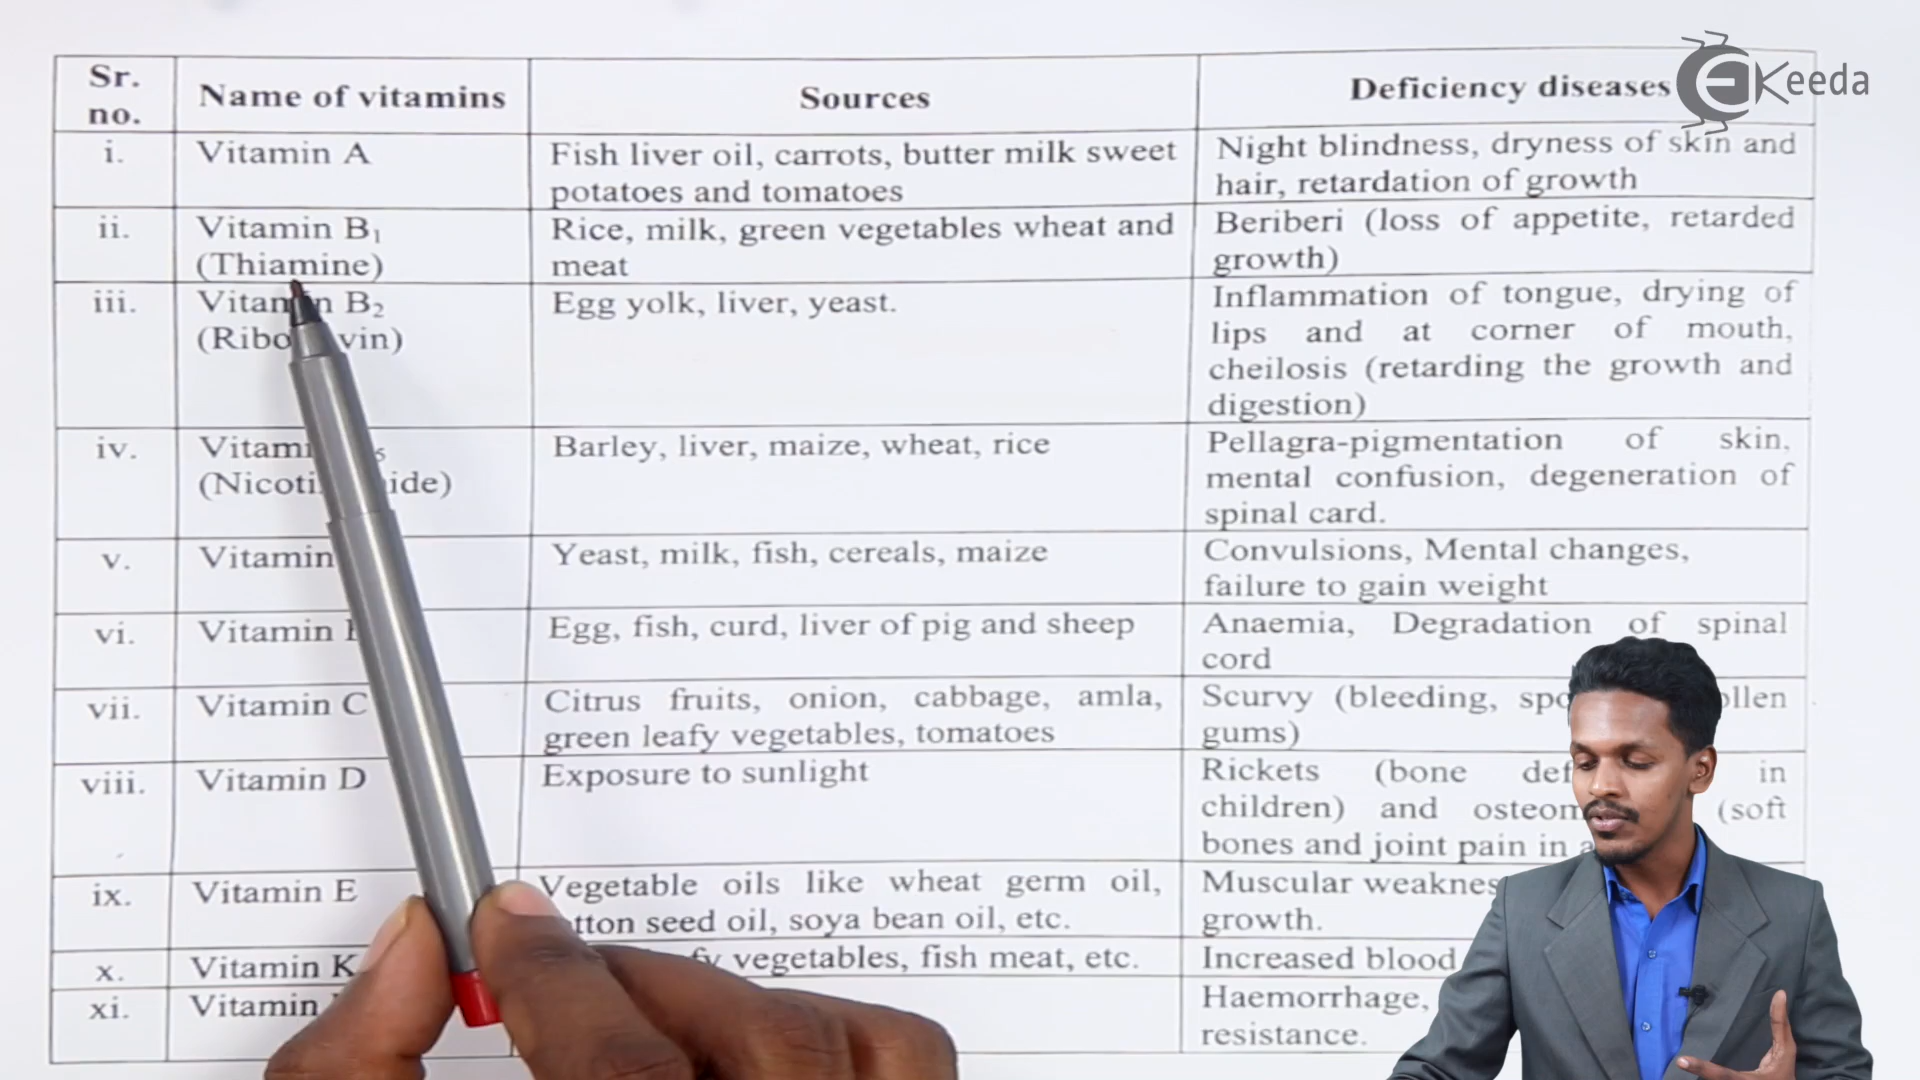 EKeeda
Sr. no. Name of vitamins Sources Deficiency diseases
i. Vitamin A Fish liver oil, carrots, butter milk sweet Night blindness, dryness of skin and
potatoes and tomatoes hair, retardation of growth
ii. Vitamin B1 Rice, milk, green vegetables wheat and Beriberi (loss of appetite, retarded
(Thiamine) meat growth)
iii. Vitamin B2 Egg yolk, liver, yeast. Inflammation of tongue, drying of
lips and at corner of mouth,
cheilosis (retarding the growth and
digestion)
iv. Barley, liver, maize, wheat, rice Pellagra-pigmentation of skin,
mental confusion, degeneration of
spinal card.
v. Vitamin Yeast, milk, fish, cereals, maize Convulsions, Mental changes,
failure to gain weight
vi. Vitamin Egg, fish, curd, liver of pig and sheep Anaemia, Degradation of spinal
cord
vii. Vitamin C Citrus fruits, onion, cabbage, amla, Scurvy (bleeding,
green leafy vegetables, tomatoes gums)
viii. Vitamin D Exposure to sunlight Rickets (bone in
children) and (soft
bones and joint pain in
ix. Vitamin E Vegetable oils like wheat germ oil, Muscular
seed oil, soya bean oil, etc. growth.
x. Vitamin K vegetables, fish meat, etc. Increased blood
xi. Vitamin Haemorrhage,
resistance.